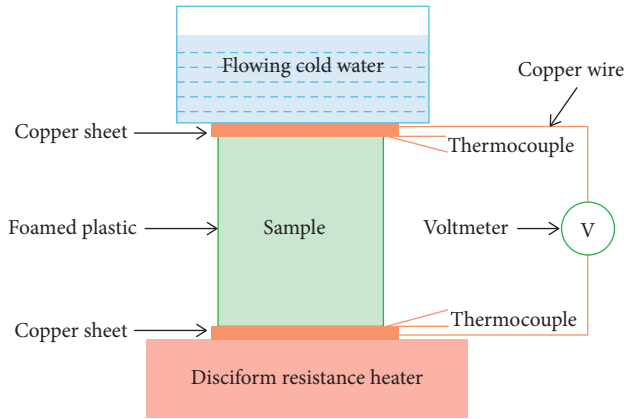 Flowing cold water
Copper wire
Copper sheet
Thermocouple
Foamed plastic
Sample
Voltmeter
V
Copper sheet
Thermocouple
Disciform resistance heater